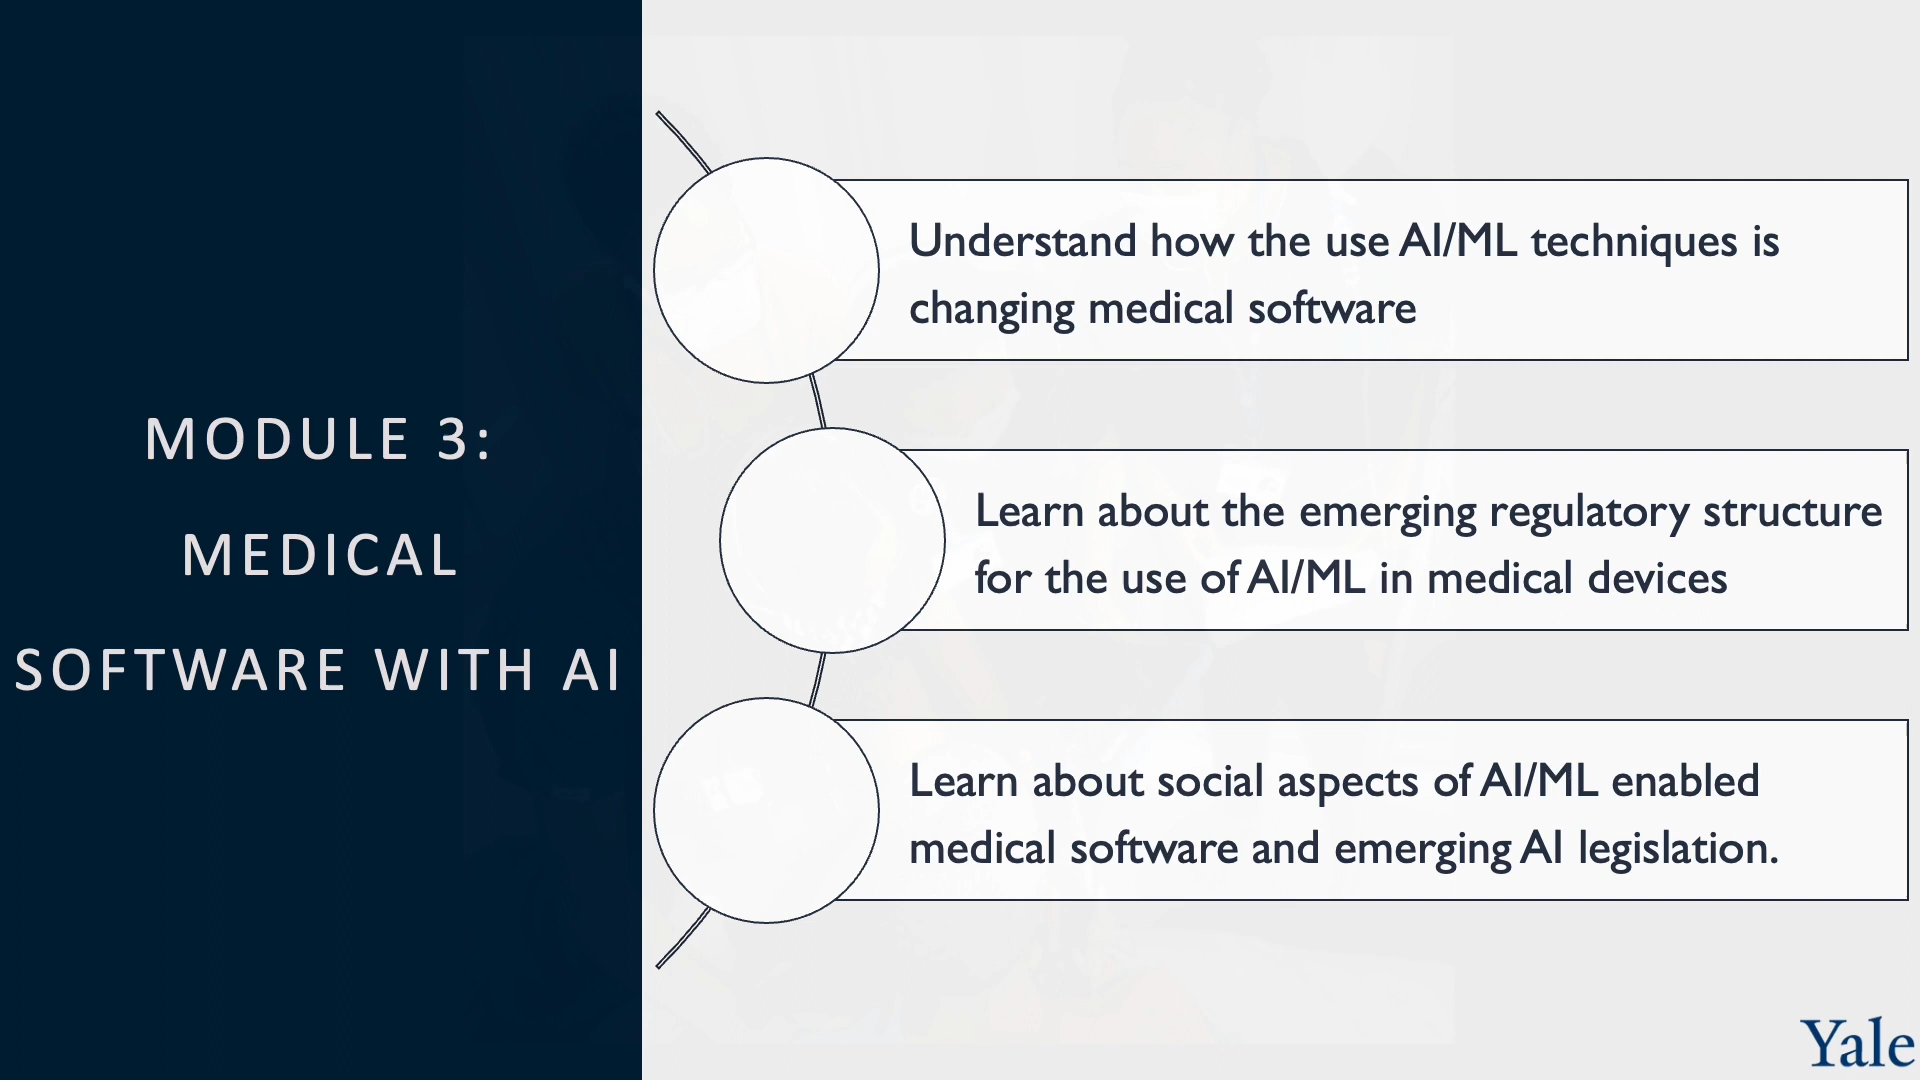 MODULE 3:
MEDICAL
SOFTWARE WITH AI
Understand how the use AI/ML techniques is
changing medical software
Learn about the emerging regulatory structure
for the use of AI/ML in medical devices
Learn about social aspects of AI/ML enabled
medical software and emerging AI legislation.
Yale